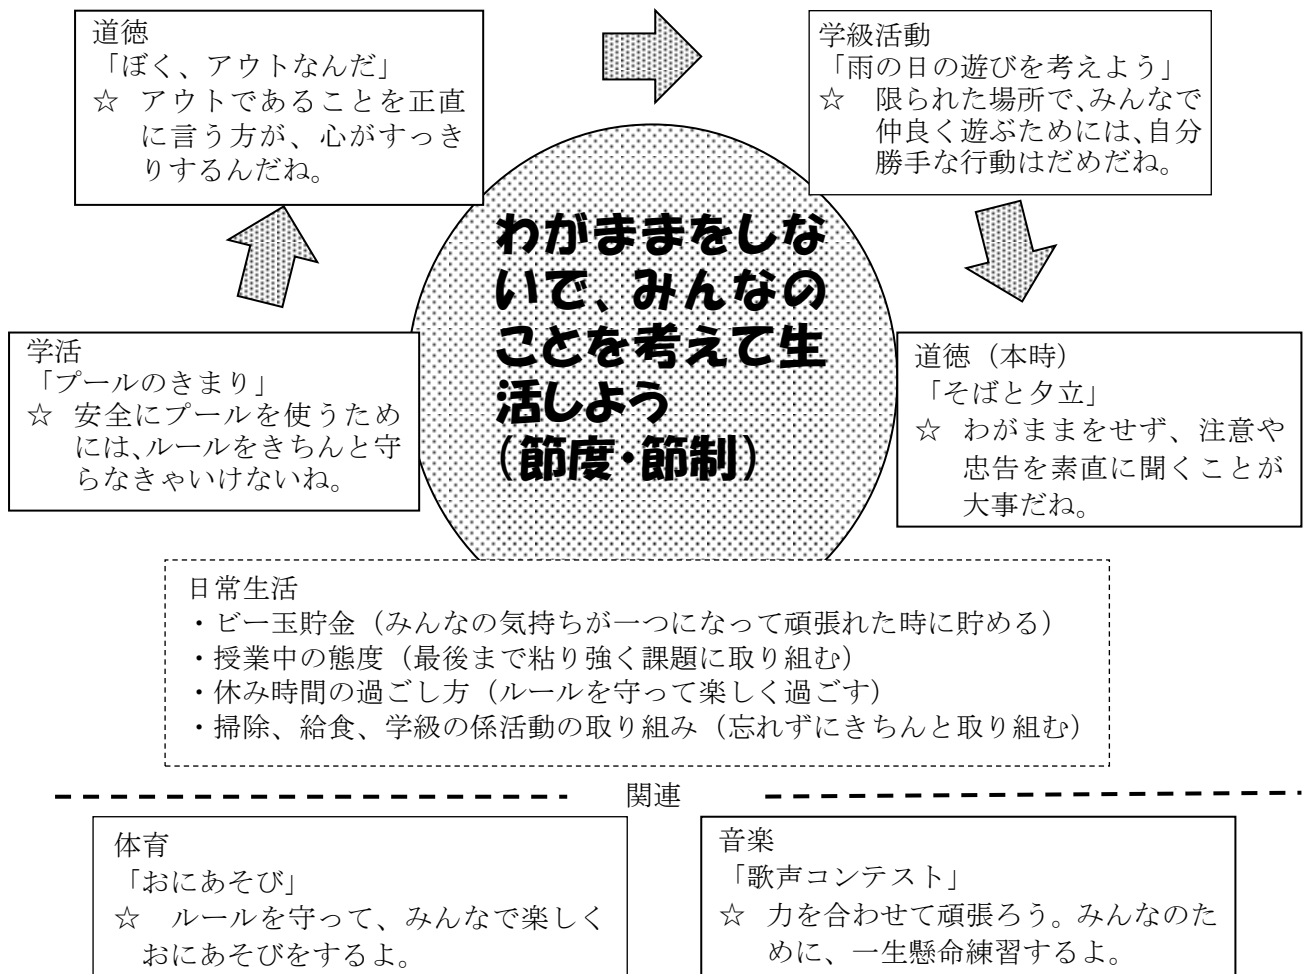 道徳
「ぼく、アウトなんだ」
☆ アウトであることを正直
に言う方が、心がすっき
りするんだね。
学級活動
「雨の日の遊びを考えよう」
☆ 限られた場所で、みんなで
仲良く遊ぶためには、自分
勝手な行動はだめだね。
わがままをしな
いで、みんなの
ことを考えて生
活しよう
(節度・節制)
学活
「プールのきまり」
☆ 安全にプールを使うため
には、ルールをきちんと守
らなきゃいけないね。
道徳（本時）
「そばと夕立」
☆ わがままをせず、注意や
忠告を素直に聞くことが
大事だね。
日常生活
・ビー玉貯金（みんなの気持ちが一つになって頑張れた時に貯める）
・授業中の態度（最後まで粘り強く課題に取り組む）
・休み時間の過ごし方（ルールを守って楽しく過ごす）
・掃除、給食、学級の係活動の取り組み（忘れずにきちんと取り組む）
関連
体育
「おにあそび」
☆ ルールを守って、みんなで楽しく
おにあそびをするよ。
音楽
「歌声コンテスト」
☆ 力を合わせて頑張ろう。みんなのた
めに、一生懸命練習するよ。